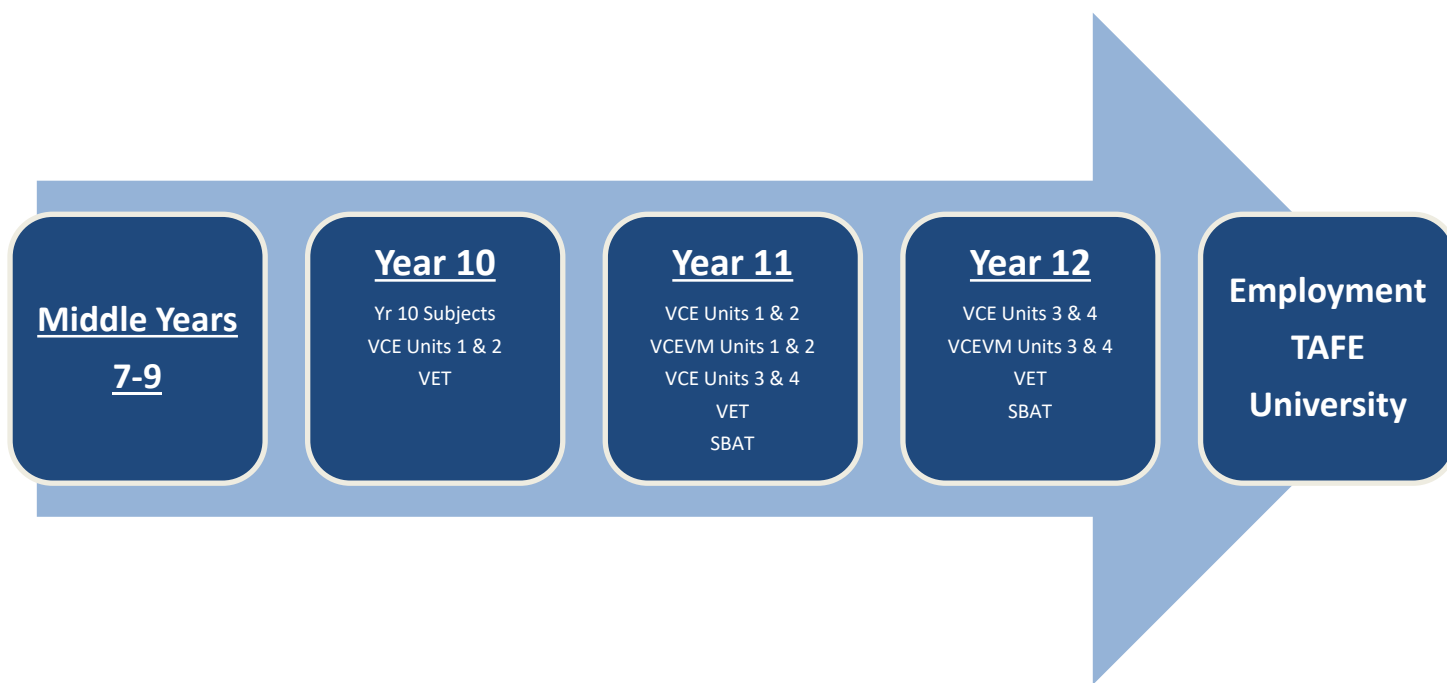 Middle Years
7-9
Year 10
Yr 10 Subjects
VCE Units 1 & 2
VET
Year 11
VCE Units 1 & 2
VCEVM Units 1 & 2
VCE Units 3 & 4
VET
SBAT
Year 12
VCE Units 3 & 4
VCEVM Units 3 & 4
VET
SBAT
Employment
TAFE
University